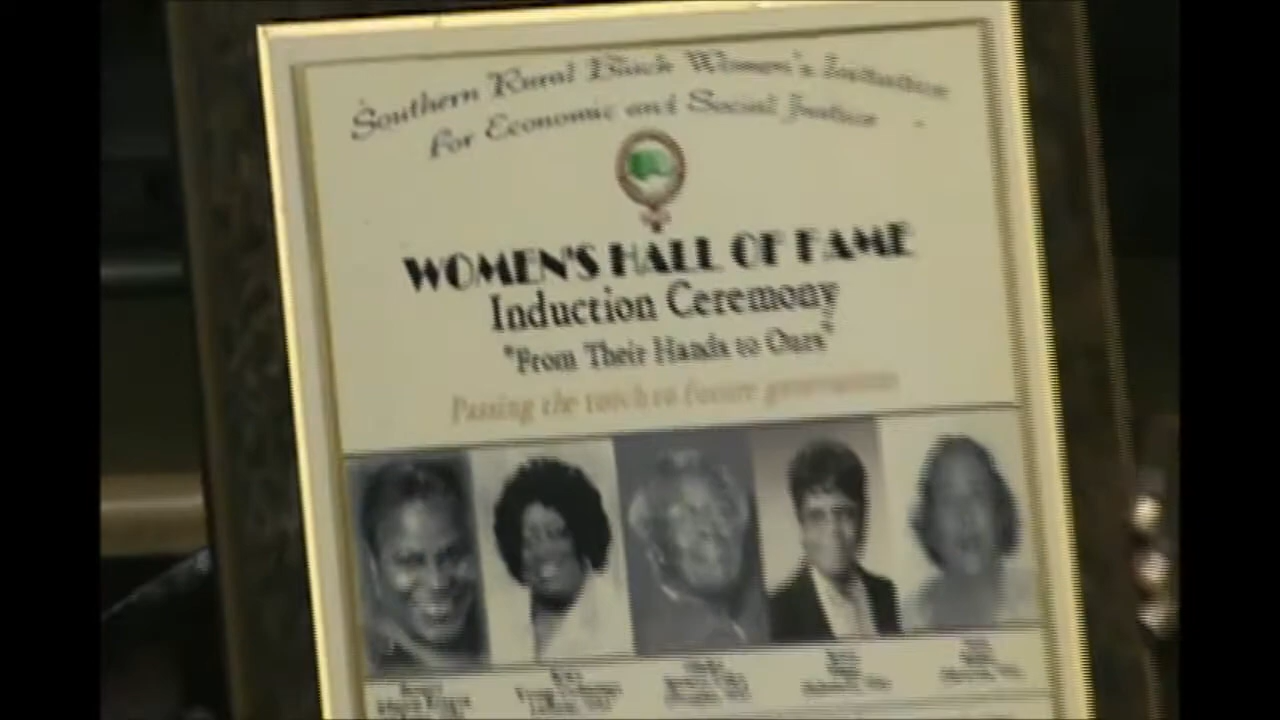 Southern Rural Black Women's Initiative
for Economic and Social Justice
WOMEN'S HALL OF FAME
Induction Ceremony
"From Their Hands to Ours"
Passing the torch to future generations